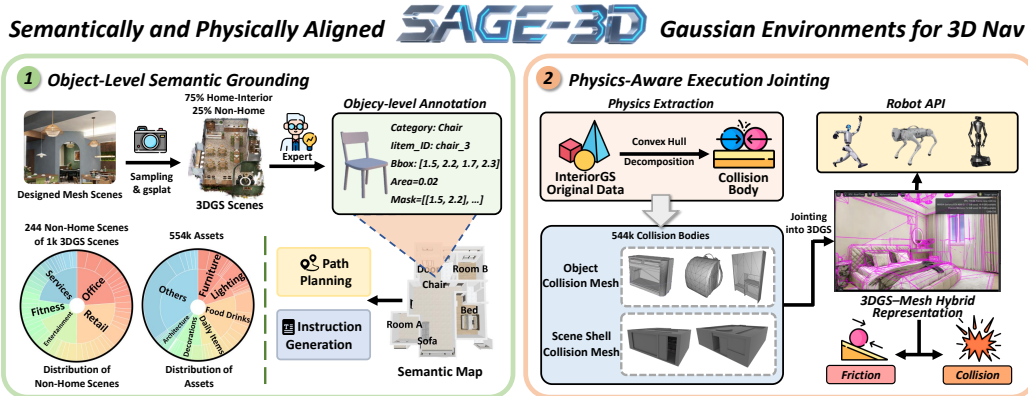 Semantically and Physically Aligned SAGE-3D Gaussian Environments for 3D Nav
1 Object-Level Semantic Grounding
75% Home-Interior
25% Non-Home
Designed Mesh Scenes
Sampling
& gsplat
3DGS Scenes
Expert
Objecy-level Annotation
Category: Chair
Iitem_ID: chair_3
Bbox: [1.5, 2.2, 1.7, 2.3]
Area=0.02
Mask=[[1.5, 2.2], …]
244 Non-Home Scenes
of 1k 3DGS Scenes
Services
Office
Fitness
Retail
Entertainment
Distribution of
Non-Home Scenes
554k Assets
Furniture
Lighting
Others
Food Drinks
Architecture
Decorations
Daily Items
Distribution of
Assets
Path
Planning
Instruction
Generation
Room B
Chair
Bed
Room A
Sofa
Semantic Map
2 Physics-Aware Execution Jointing
Physics Extraction
InteriorGS
Original Data
Convex Hull
Decomposition
Collision
Body
544k Collision Bodies
Object
Collision Mesh
Scene Shell
Collision Mesh
Jointing
into 3DGS
Robot API
3DGS–Mesh Hybrid
Representation
Friction
Collision